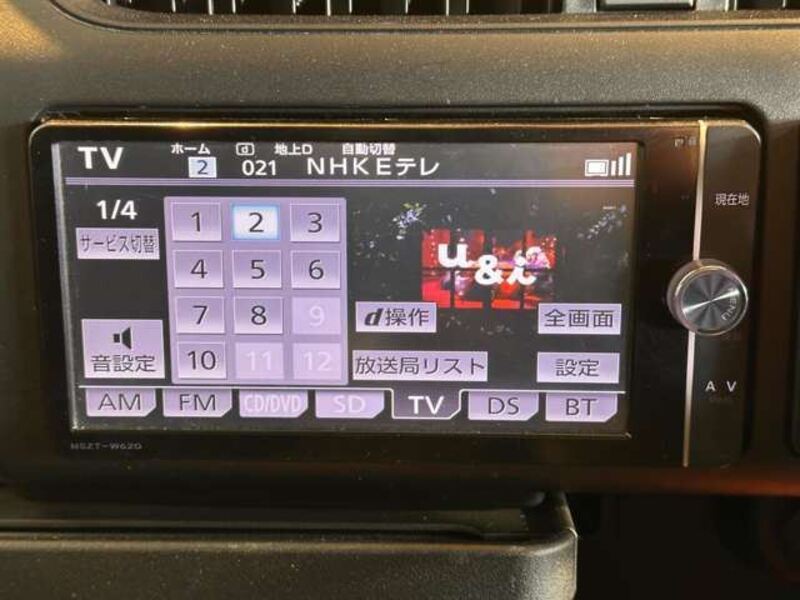 TV ホーム d 地上D 自動切替
2 021 NHKEテレ
現在地
1/4
サービス切替
1 2 3
4 5 6
7 8 9
10 11 12
u&i
d操作
全画面
音設定
放送局リスト
設定
MENU
A V
AM FM CD/DVD SD TV DS BT
NSZT-W62G